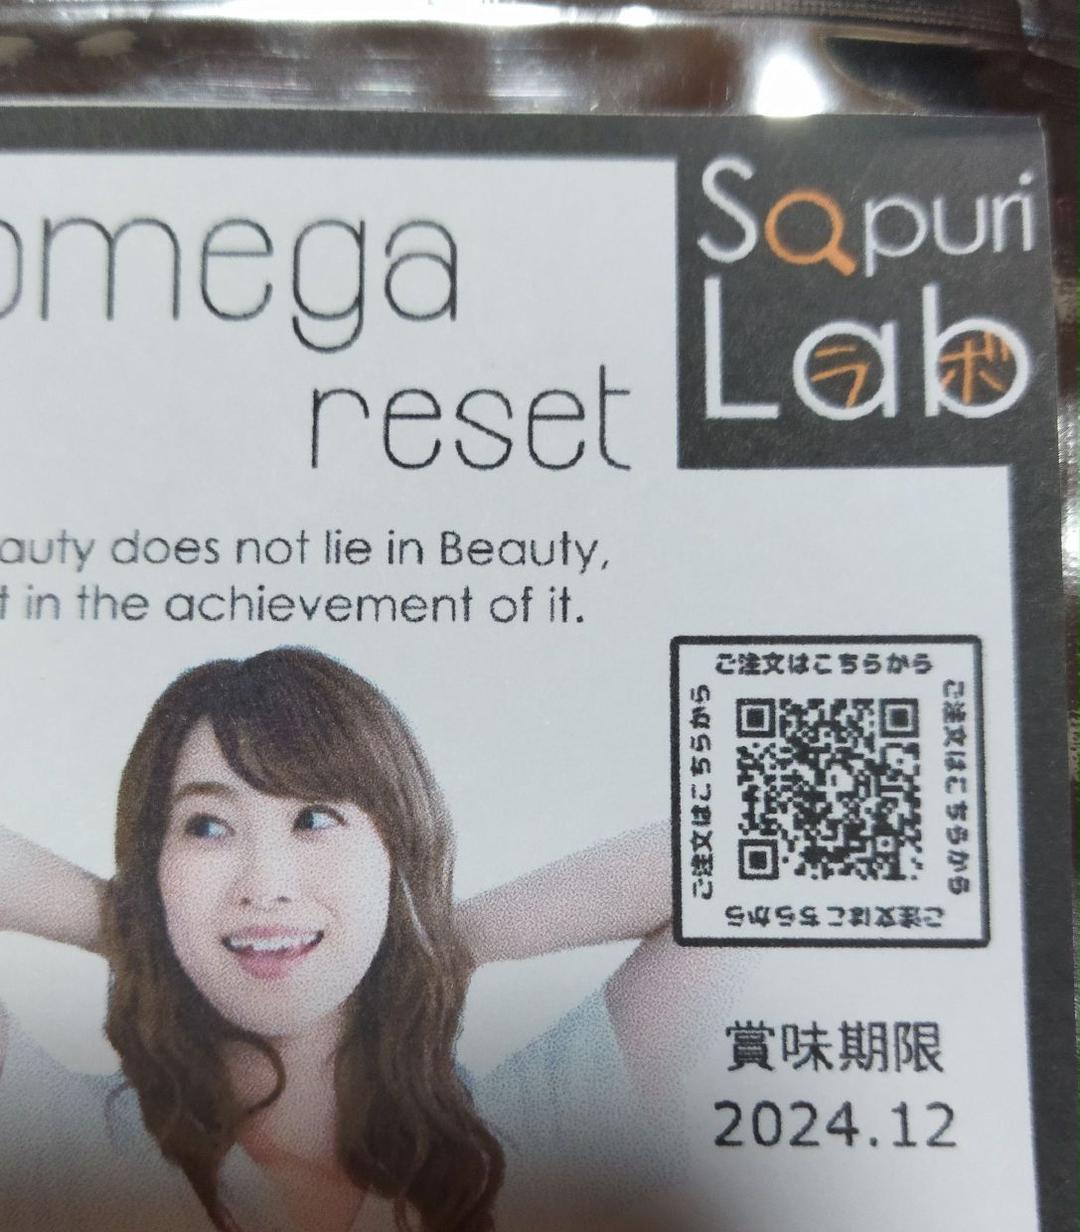 omega
reset
Sapuri
Lab
ラボ
auty does not lie in Beauty,
t in the achievement of it.
ご注文はこちらから
ご注文はこちらから
ご注文はこちらから
ご注文はこちらから
賞味期限
2024.12